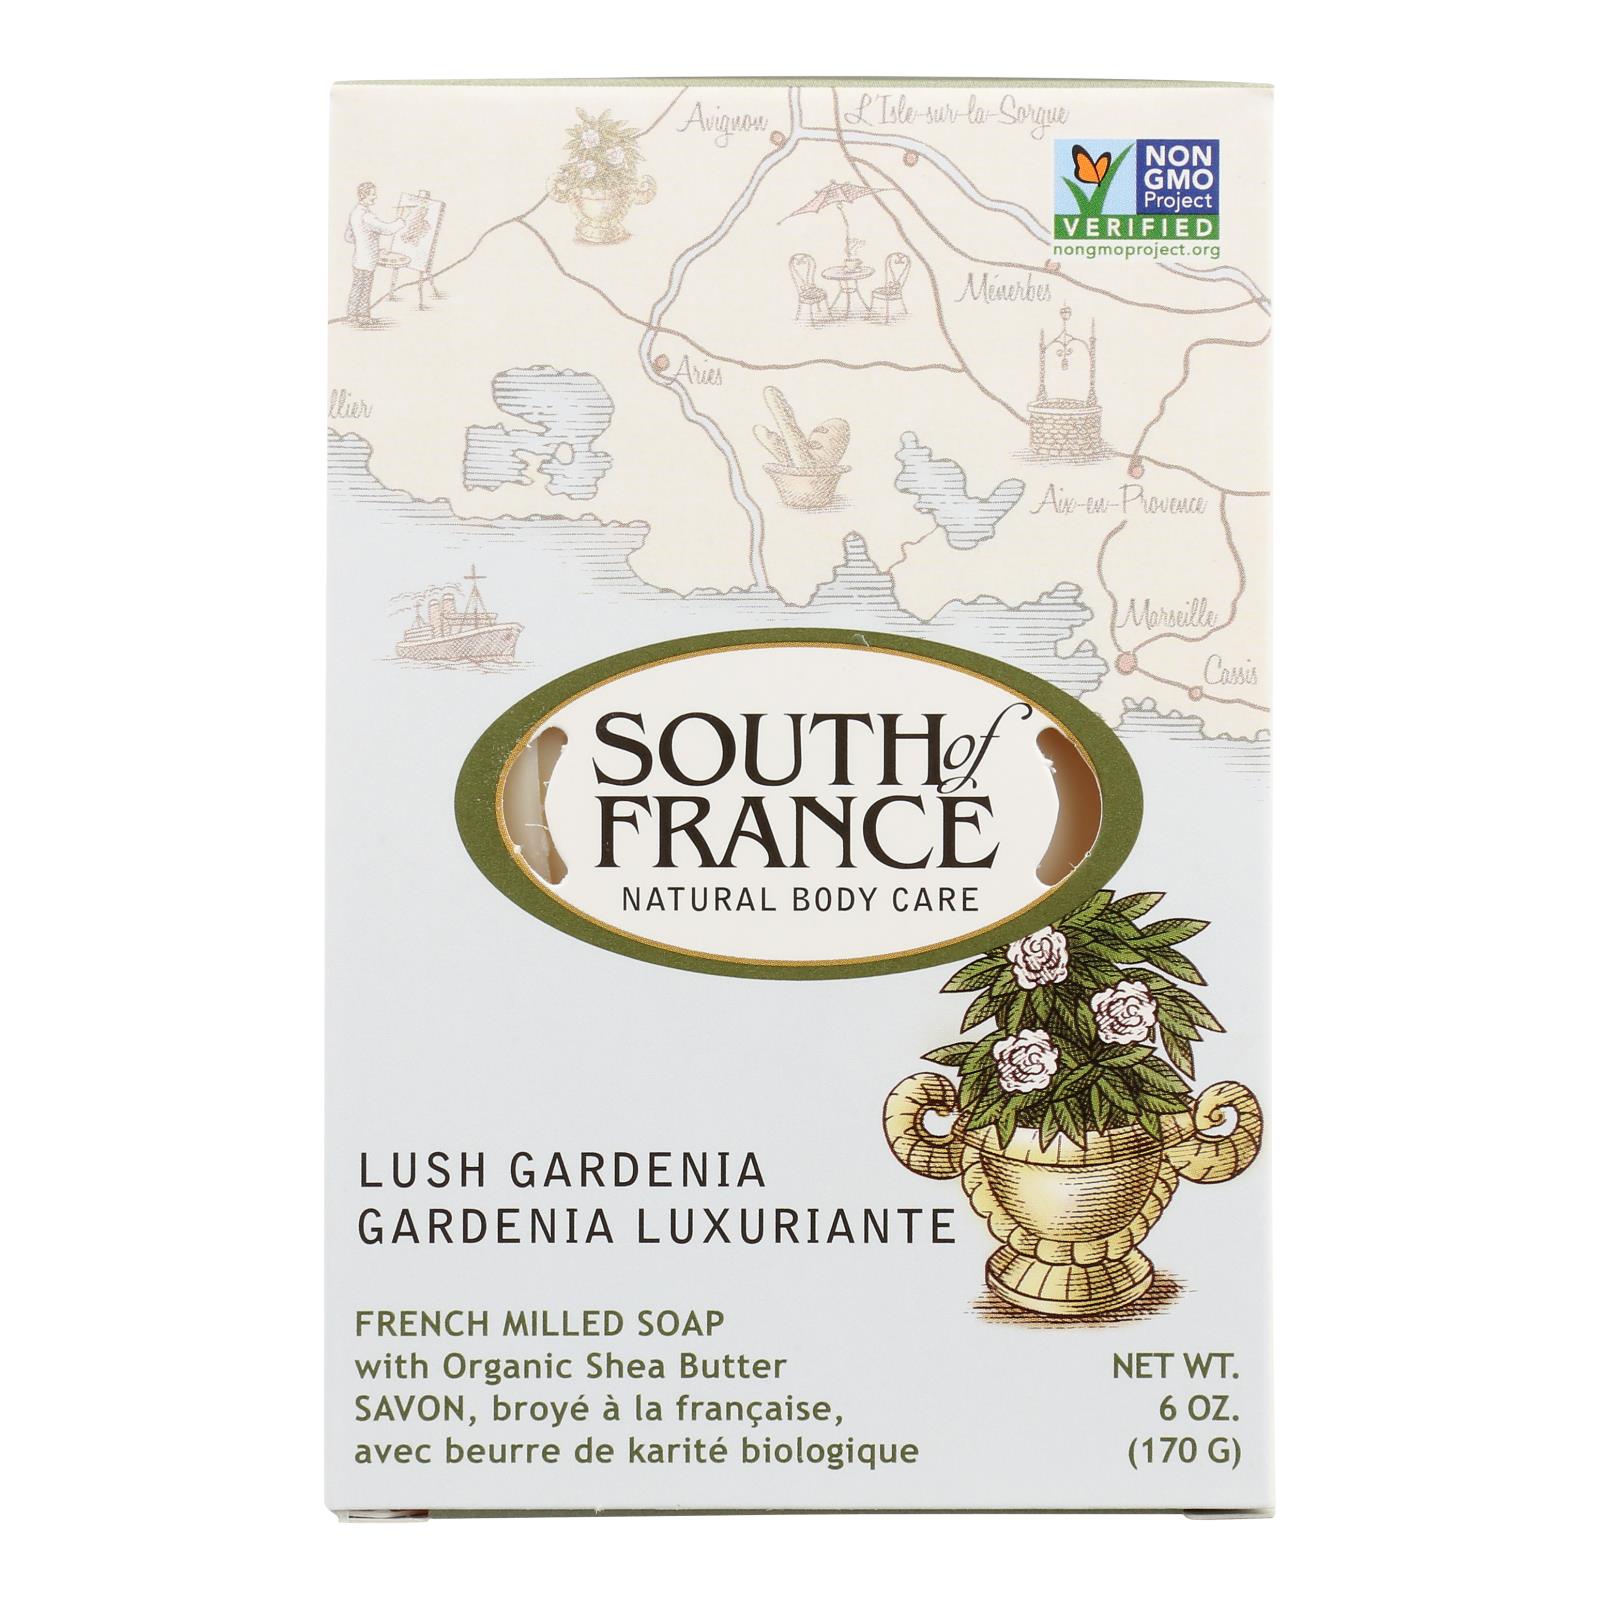 Avignon
L'Isle-sur-la-Sorgue
NON
GMO
Project
VERIFIED
nongmoproject.org
Ménerbes
Aries
llier
Aix-en-Provence
Marseille
Cassis
SOUTH of
FRANCE
NATURAL BODY CARE
LUSH GARDENIA
GARDENIA LUXURIANTE
FRENCH MILLED SOAP
with Organic Shea Butter
SAVON, broyé à la française,
avec beurre de karité biologique
NET WT.
6 OZ.
(170 G)